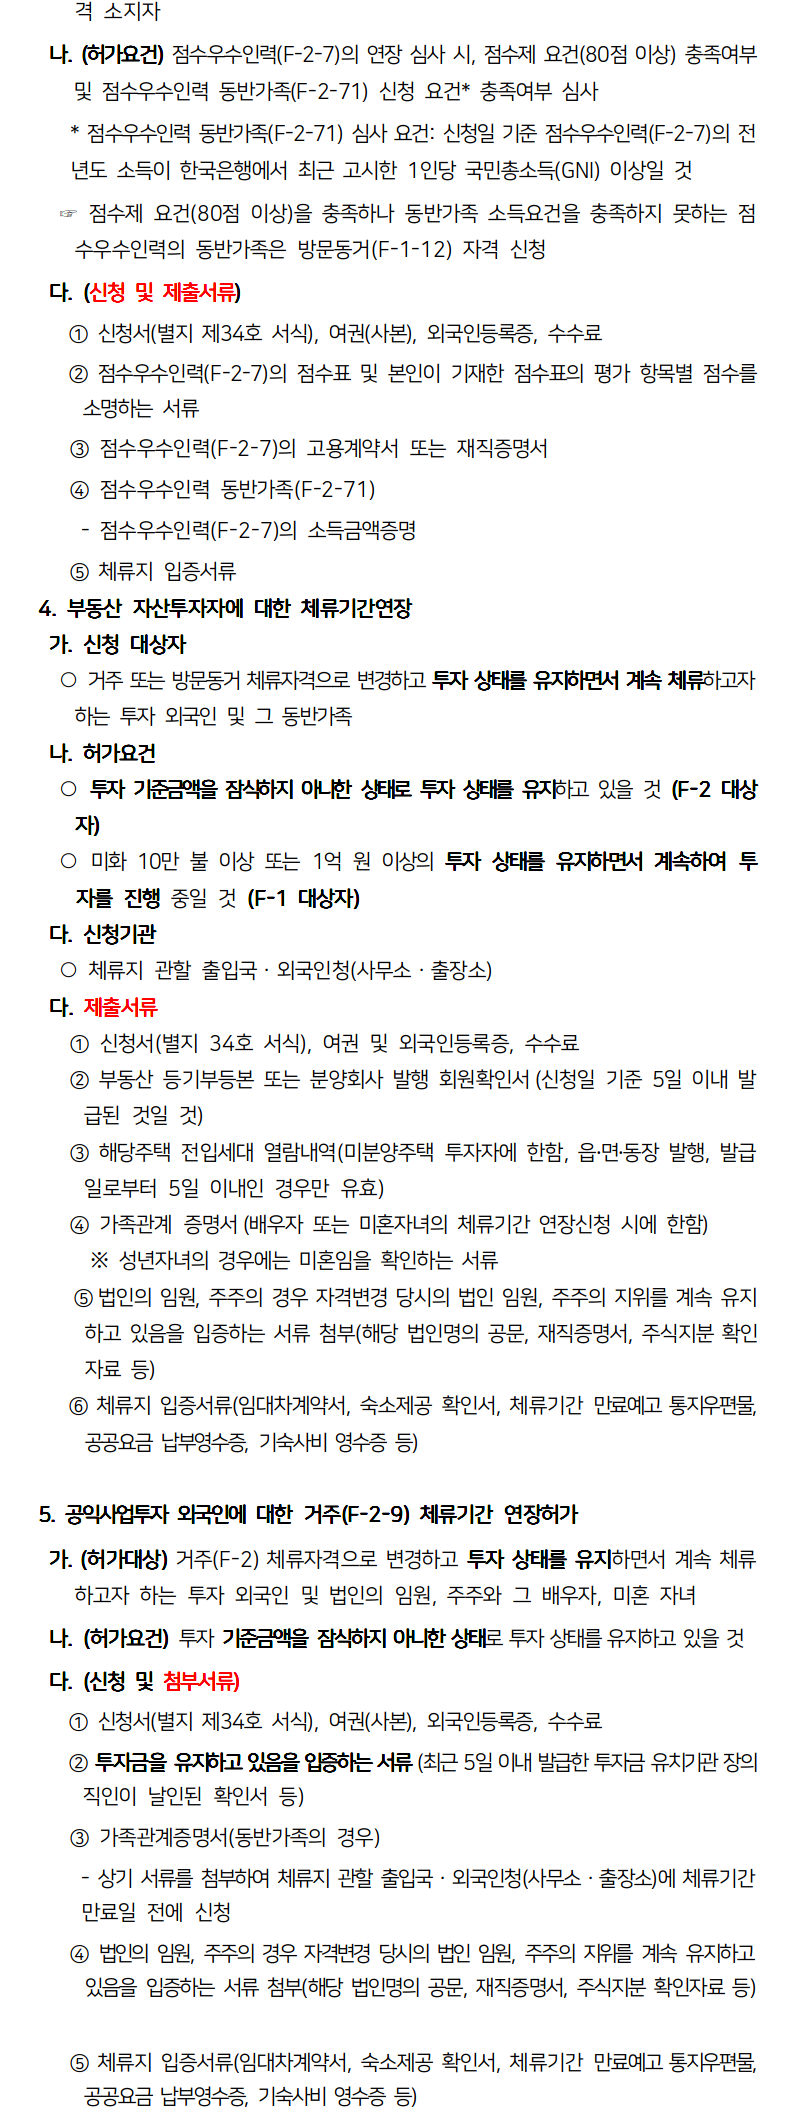 격 소지자
나. (허가요건) 점수우수인력(F-2-7)의 연장 심사 시, 점수제 요건(80점 이상) 충족여부
및 점수우수인력 동반가족(F-2-71) 신청 요건* 충족여부 심사
* 점수우수인력 동반가족(F-2-71) 심사 요건: 신청일 기준 점수우수인력(F-2-7)의 전
년도 소득이 한국은행에서 최근 고시한 1인당 국민총소득(GNI) 이상일 것
☞ 점수제 요건(80점 이상)을 충족하나 동반가족 소득요건을 충족하지 못하는 점
수우수인력의 동반가족은 방문동거(F-1-12) 자격 신청
다. (신청 및 제출서류)
① 신청서(별지 제34호 서식), 여권(사본), 외국인등록증, 수수료
② 점수우수인력(F-2-7)의 점수표 및 본인이 기재한 점수표의 평가 항목별 점수를
소명하는 서류
③ 점수우수인력(F-2-7)의 고용계약서 또는 재직증명서
④ 점수우수인력 동반가족(F-2-71)
- 점수우수인력(F-2-7)의 소득금액증명
⑤ 체류지 입증서류
4. 부동산 자산투자자에 대한 체류기간연장
가. 신청 대상자
○ 거주 또는 방문동거 체류자격으로 변경하고 투자 상태를 유지하면서 계속 체류하고자
하는 투자 외국인 및 그 동반가족
나. 허가요건
○ 투자 기준금액을 잠식하지 아니한 상태로 투자 상태를 유지하고 있을 것 (F-2 대상
자)
○ 미화 10만 불 이상 또는 1억 원 이상의 투자 상태를 유지하면서 계속하여 투
자를 진행 중일 것 (F-1 대상자)
다. 신청기관
○ 체류지 관할 출입국·외국인청(사무소·출장소)
다. 제출서류
① 신청서(별지 34호 서식), 여권 및 외국인등록증, 수수료
② 부동산 등기부등본 또는 분양회사 발행 회원확인서(신청일 기준 5일 이내 발
급된 것일 것)
③ 해당주택 전입세대 열람내역(미분양주택 투자자에 한함, 읍·면·동장 발행, 발급
일로부터 5일 이내인 경우만 유효)
④ 가족관계 증명서(배우자 또는 미혼자녀의 체류기간 연장신청 시에 한함)
※ 성년자녀의 경우에는 미혼임을 확인하는 서류
⑤ 법인의 임원, 주주의 경우 자격변경 당시의 법인 임원, 주주의 지위를 계속 유지
하고 있음을 입증하는 서류 첨부(해당 법인명의 공문, 재직증명서, 주식지분 확인
자료 등)
⑥ 체류지 입증서류(임대차계약서, 숙소제공 확인서, 체류기간 만료예고 통지우편물,
공공요금 납부영수증, 기숙사비 영수증 등)
5. 공익사업투자 외국인에 대한 거주(F-2-9) 체류기간 연장허가
가. (허가대상) 거주(F-2) 체류자격으로 변경하고 투자 상태를 유지하면서 계속 체류
하고자 하는 투자 외국인 및 법인의 임원, 주주와 그 배우자, 미혼 자녀
나. (허가요건) 투자 기준금액을 잠식하지 아니한 상태로 투자 상태를 유지하고 있을 것
다. (신청 및 첨부서류)
① 신청서(별지 제34호 서식), 여권(사본), 외국인등록증, 수수료
② 투자금을 유지하고 있음을 입증하는 서류 (최근 5일 이내 발급한 투자금 유치기관 장의
직인이 날인된 확인서 등)
③ 가족관계증명서(동반가족의 경우)
- 상기 서류를 첨부하여 체류지 관할 출입국·외국인청(사무소·출장소)에 체류기간
만료일 전에 신청
④ 법인의 임원, 주주의 경우 자격변경 당시의 법인 임원, 주주의 지위를 계속 유지하고
있음을 입증하는 서류 첨부(해당 법인명의 공문, 재직증명서, 주식지분 확인자료 등)
⑤ 체류지 입증서류(임대차계약서, 숙소제공 확인서, 체류기간 만료예고 통지우편물,
공공요금 납부영수증, 기숙사비 영수증 등)